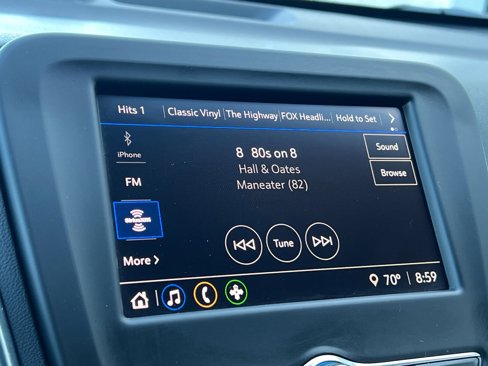 Hits 1 Classic Vinyl The Highway FOX Headli... Hold to Set >
iPhone
8 80s on 8
Sound
Hall & Oates
FM
Maneater (82)
Browse
SiriusXM
Tune
More >
70° 8:59